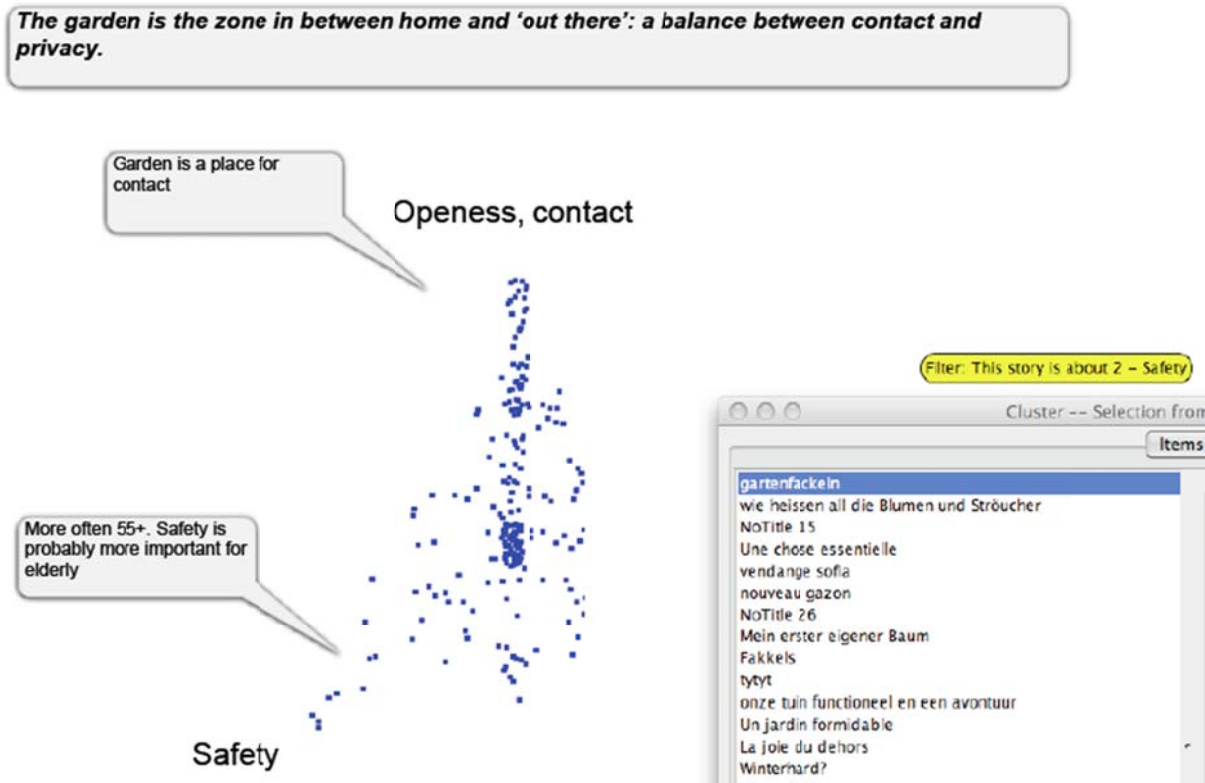 The garden is the zone in between home and ‘out there’: a balance between contact and
privacy.
Garden is a place for
contact
Openess, contact
Filter: This story is about 2 – Safety
Cluster -- Selection from
Items
gartenfackeln
wie heissen all die Blumen und Ströucher
NoTitle 15
Une chose essentielle
vendange sofia
nouveau gazon
NoTitle 26
Mein erster eigener Baum
Fakkels
tytyt
onze tuin functioneel en een avontuur
Un jardin formidable
La joie du dehors
Winterhard?
More often 55+. Safety is
probably more important for
elderly
Safety